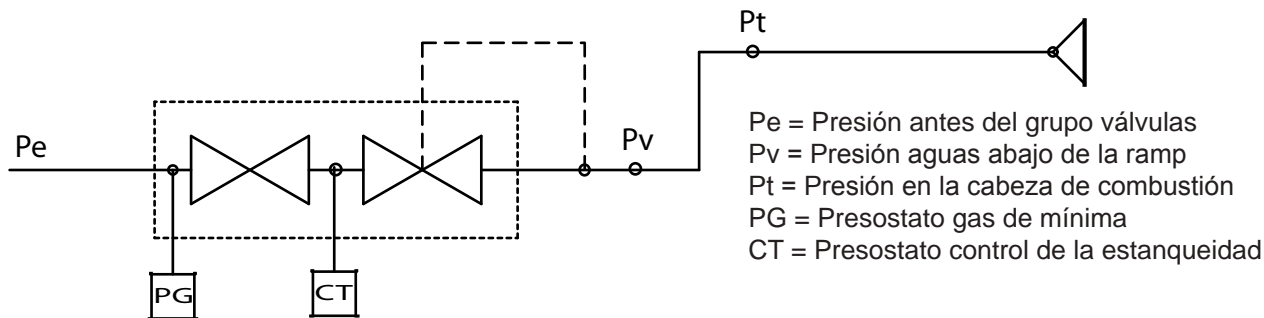 Pt
Pe
Pv
PG
CT
Pe = Presión antes del grupo válvulas
Pv = Presión aguas abajo de la ramp
Pt = Presión en la cabeza de combustión
PG = Presostato gas de mínima
CT = Presostato control de la estanqueidad